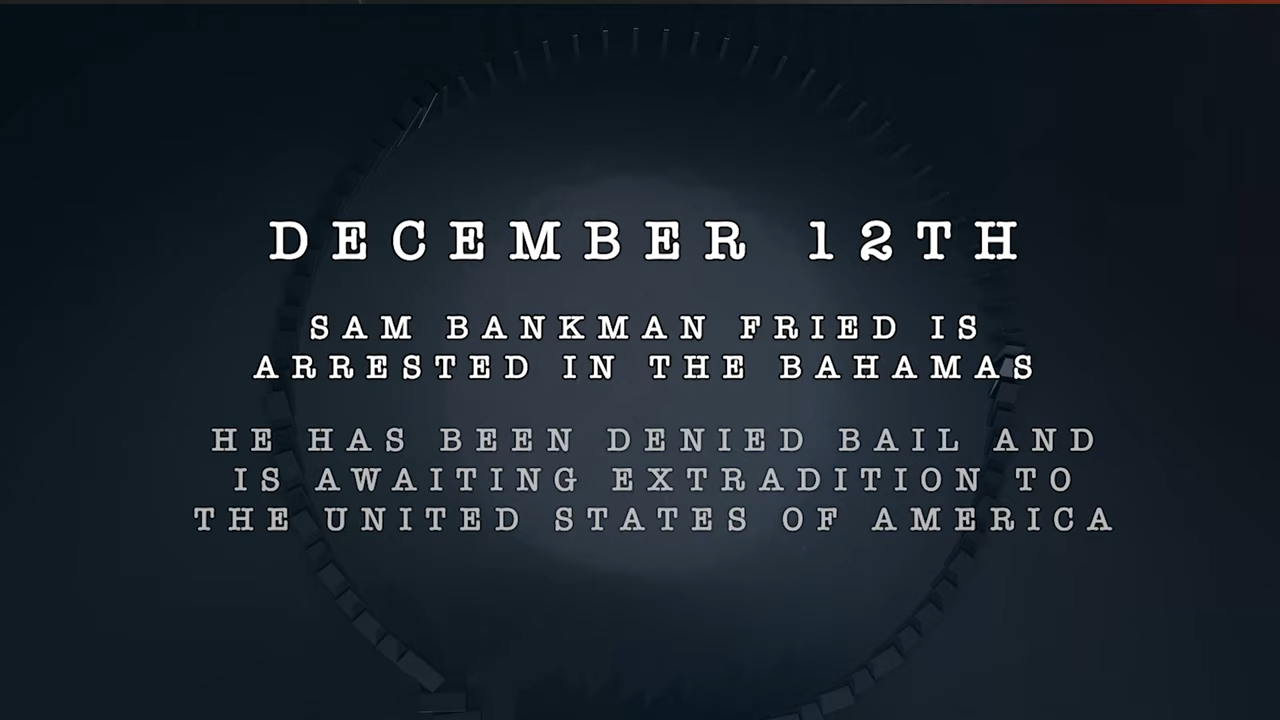 DECEMBER 12TH
SAM BANKMAN FRIED IS
ARRESTED IN THE BAHAMAS
HE HAS BEEN DENIED BAIL AND
IS AWAITING EXTRADITION TO
THE UNITED STATES OF AMERICA